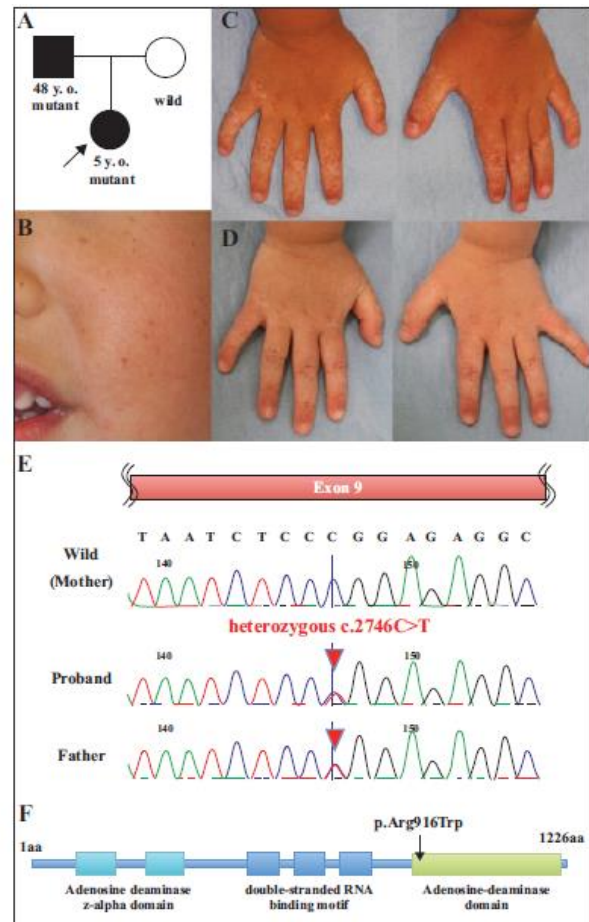 A
48 y. o.
mutant
wild
5 y. o.
mutant
B
C
D
E
Exon 9
T A A T C T C C C G G A G A G G C
Wild
(Mother)
140
150
heterozygous c.2746C>T
Proband
140
150
Father
140
150
F
p.Arg916Trp
1aa
1226aa
Adenosine deaminase
z-alpha domain
double-stranded RNA
binding motif
Adenosine-deaminase
domain